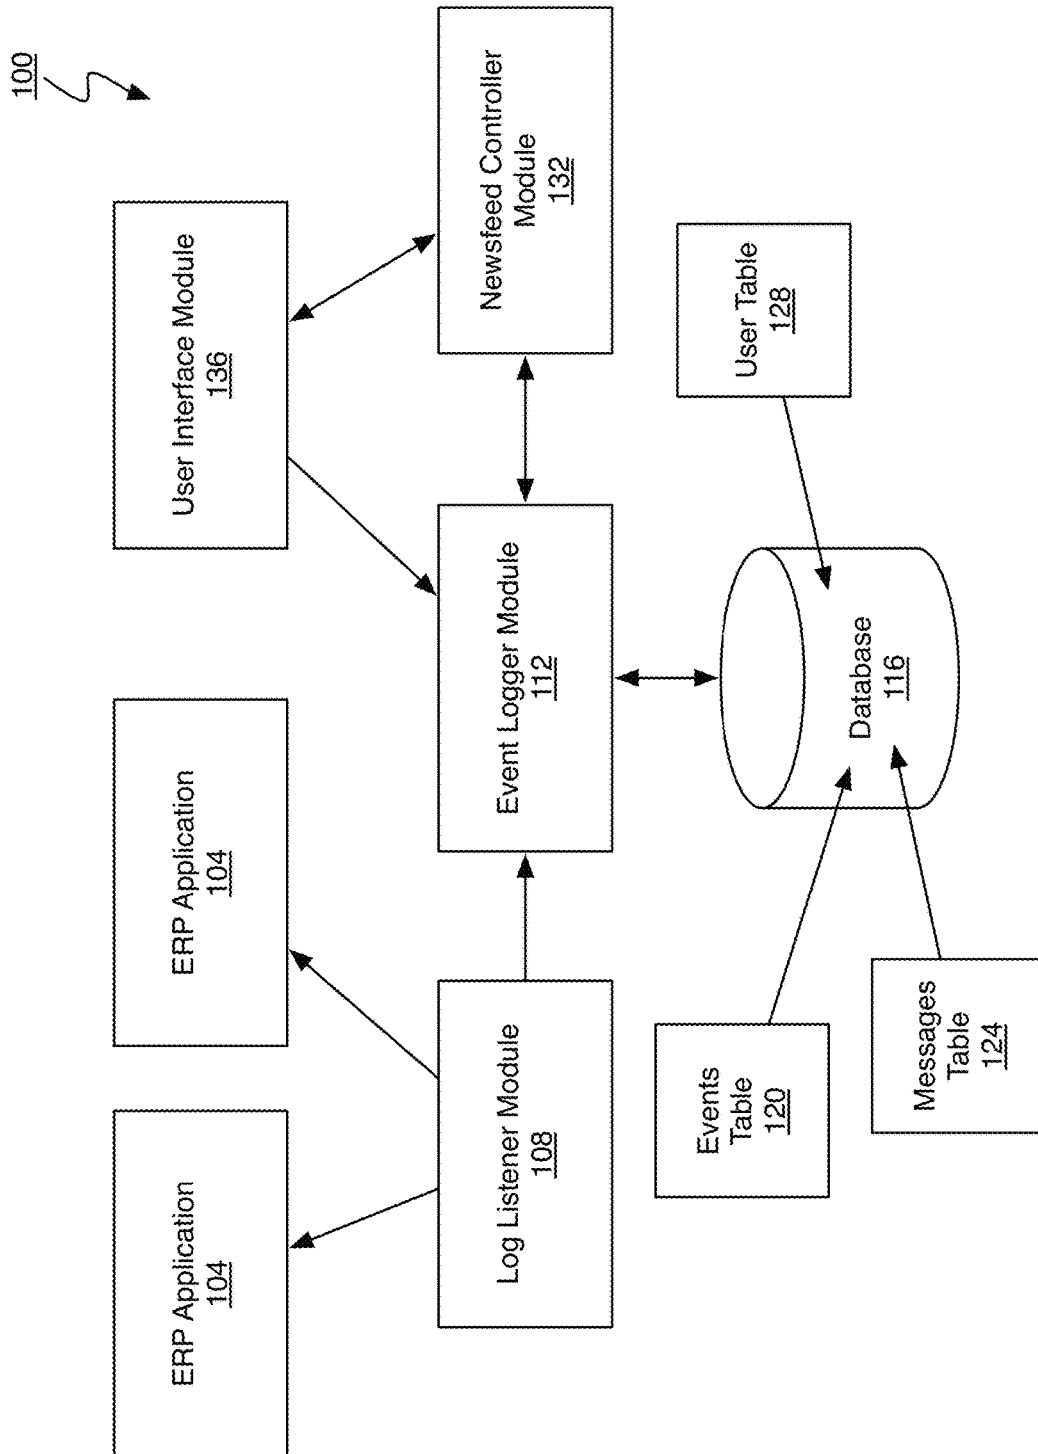 100
ERP Application
104
ERP Application
104
User Interface Module
136
Log Listener Module
108
Event Logger Module
112
Newsfeed Controller
Module
132
Events
Table
120
Messages
Table
124
Database
116
User Table
128